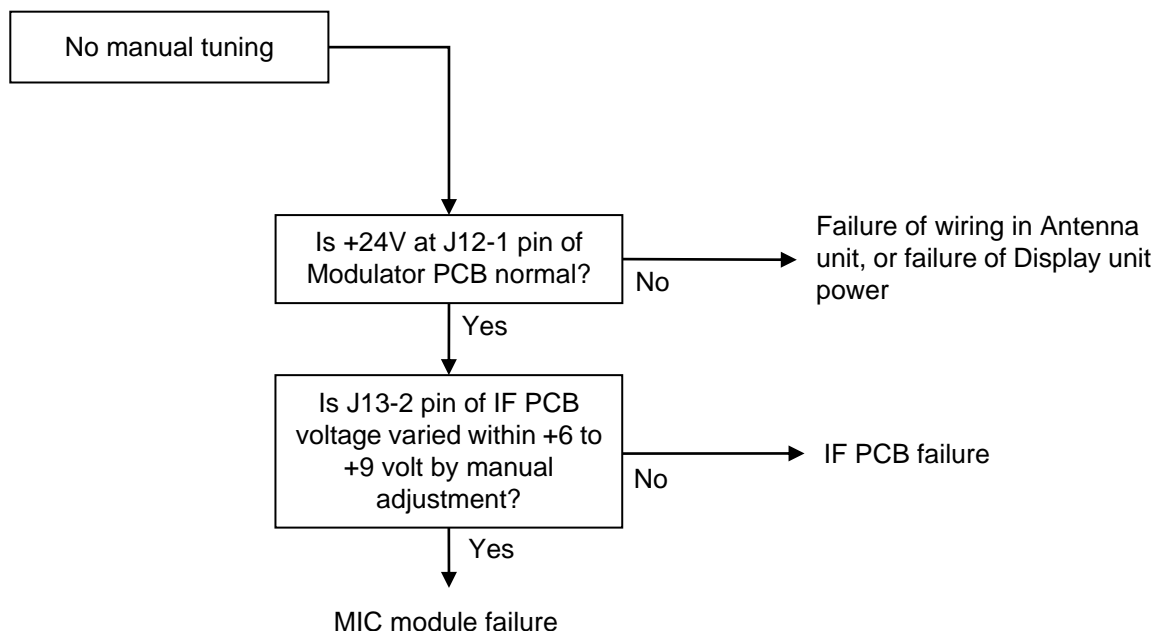 No manual tuning
Is +24V at J12-1 pin of
Modulator PCB normal?
No
Failure of wiring in Antenna
unit, or failure of Display unit
power
Yes
Is J13-2 pin of IF PCB
voltage varied within +6 to
+9 volt by manual
adjustment?
No
IF PCB failure
Yes
MIC module failure